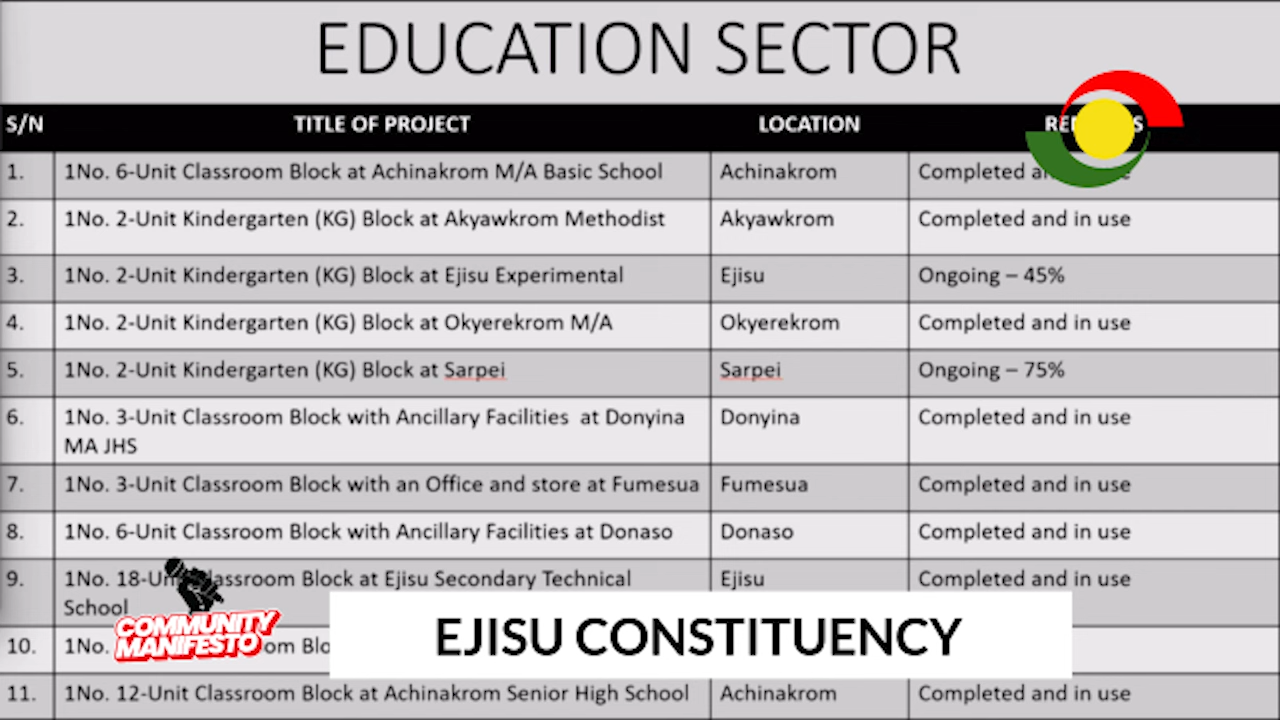 EDUCATION SECTOR
S/N TITLE OF PROJECT LOCATION
1. 1No. 6-Unit Classroom Block at Achinakrom M/A Basic School Achinakrom Completed
2. 1No. 2-Unit Kindergarten (KG) Block at Akyawkrom Methodist Akyawkrom Completed and in use
3. 1No. 2-Unit Kindergarten (KG) Block at Ejisu Experimental Ejisu Ongoing – 45%
4. 1No. 2-Unit Kindergarten (KG) Block at Okyerekrom M/A Okyerekrom Completed and in use
5. 1No. 2-Unit Kindergarten (KG) Block at Sarpei Sarpei Ongoing – 75%
6. 1No. 3-Unit Classroom Block with Ancillary Facilities at Donyina Donyina Completed and in use
MA JHS
7. 1No. 3-Unit Classroom Block with an Office and store at Fumesua Fumesua Completed and in use
8. 1No. 6-Unit Classroom Block with Ancillary Facilities at Donaso Donaso Completed and in use
9. 1No. Block at Ejisu Secondary Technical Ejisu Completed and in use
School
10. 1No.
COMMUNITY
MANIFESTO
EJISU CONSTITUENCY
11. 1No. 12-Unit Classroom Block at Achinakrom Senior High School Achinakrom Completed and in use